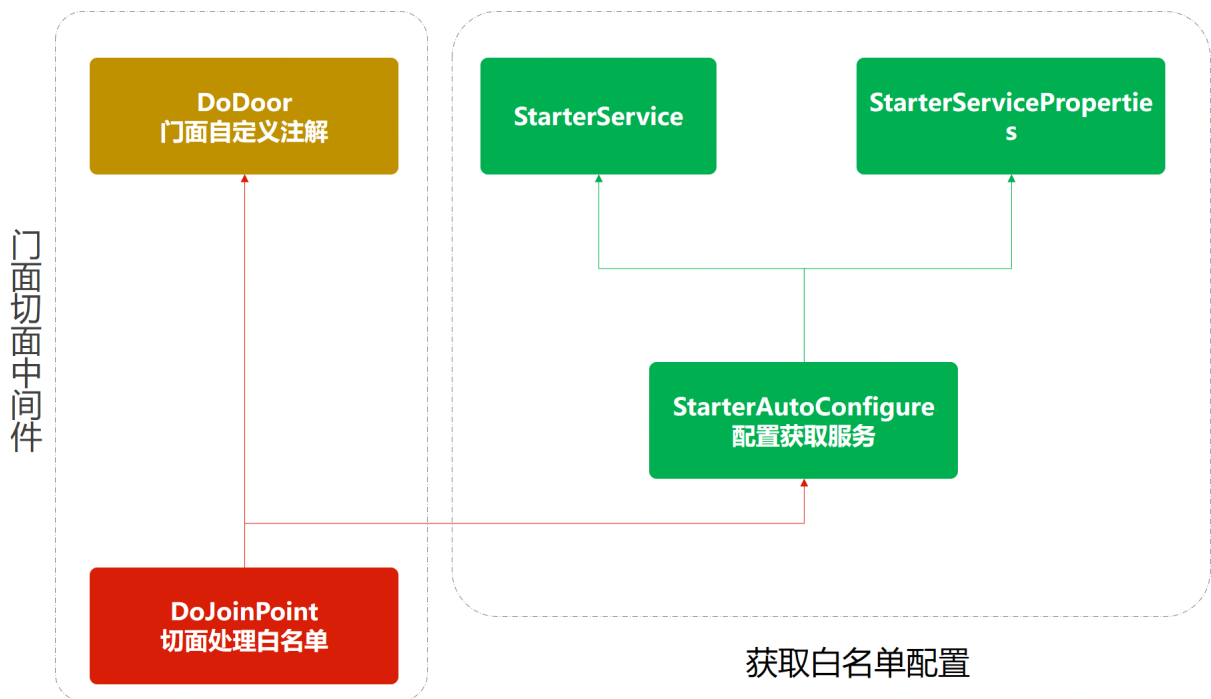 DoDoor
门面自定义注解
StarterService
StarterServicePropertie
s
门面切面中间件
StarterAutoConfigure
配置获取服务
DoJoinPoint
切面处理白名单
获取白名单配置